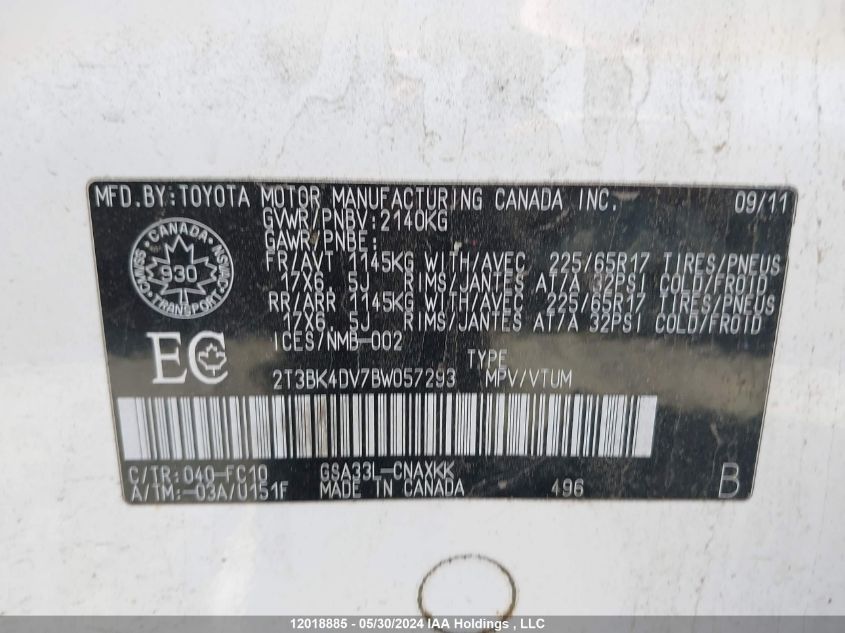 MFD.BY:TOYOTA MOTOR MANUFACTURING CANADA INC. 09/11
GVWR/PNBV:2140KG
GAWR/PNBE:
FR/AVT 1145KG WITH/AVEC 225/65R17 TIRES/PNEUS
17X6.5J RIMS/JANTES AT/A 32PSI COLD/FROID
RR/ARR 1145KG WITH/AVEC 225/65R17 TIRES/PNEUS
17X6.5J RIMS/JANTES AT/A 32PSI COLD/FROID
ICES/NMB-002
CANADA
930
TRANSPORT
CMVSS
NSVAC
EC
TYPE
2T3BK4DV7BW057293 MPV/VTUM
C/TR:040-FC10 GSA33L-CNAXKK
A/TM:-03A/U151F MADE IN CANADA 496 B
12018885 - 05/30/2024 IAA Holdings , LLC